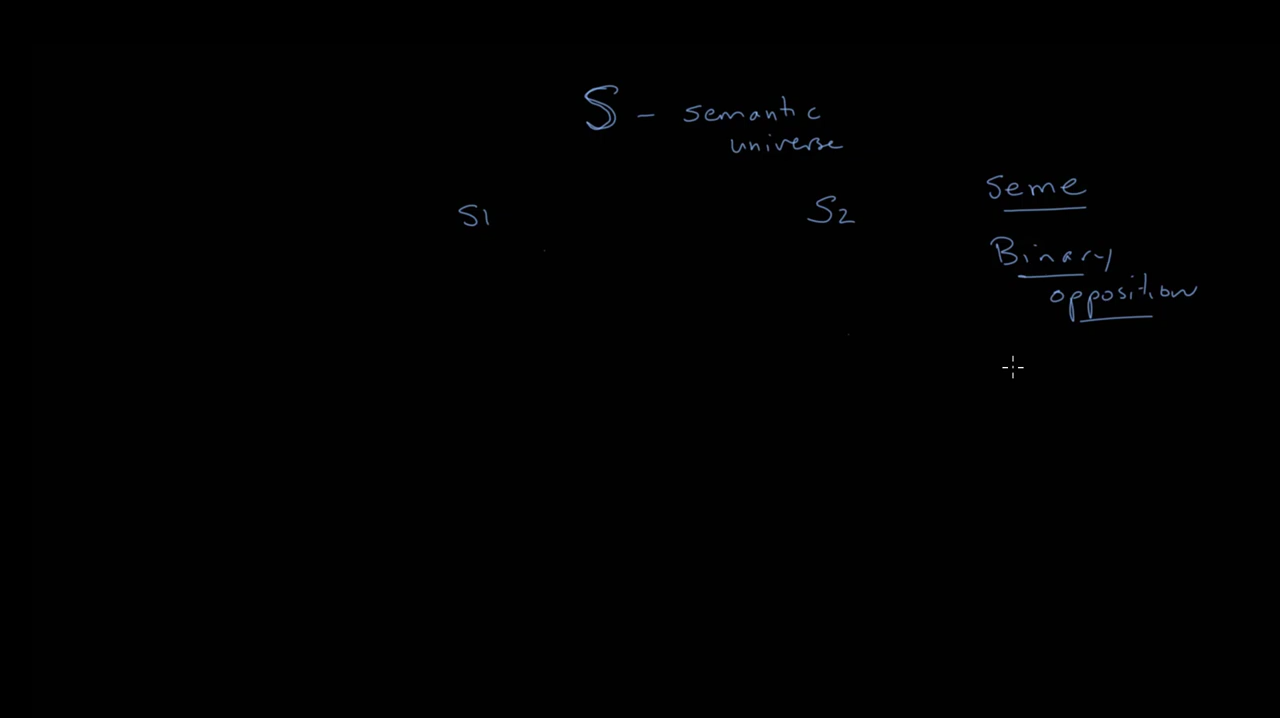 S - semantic
universe
S1
S2
Seme
Binary
opposition